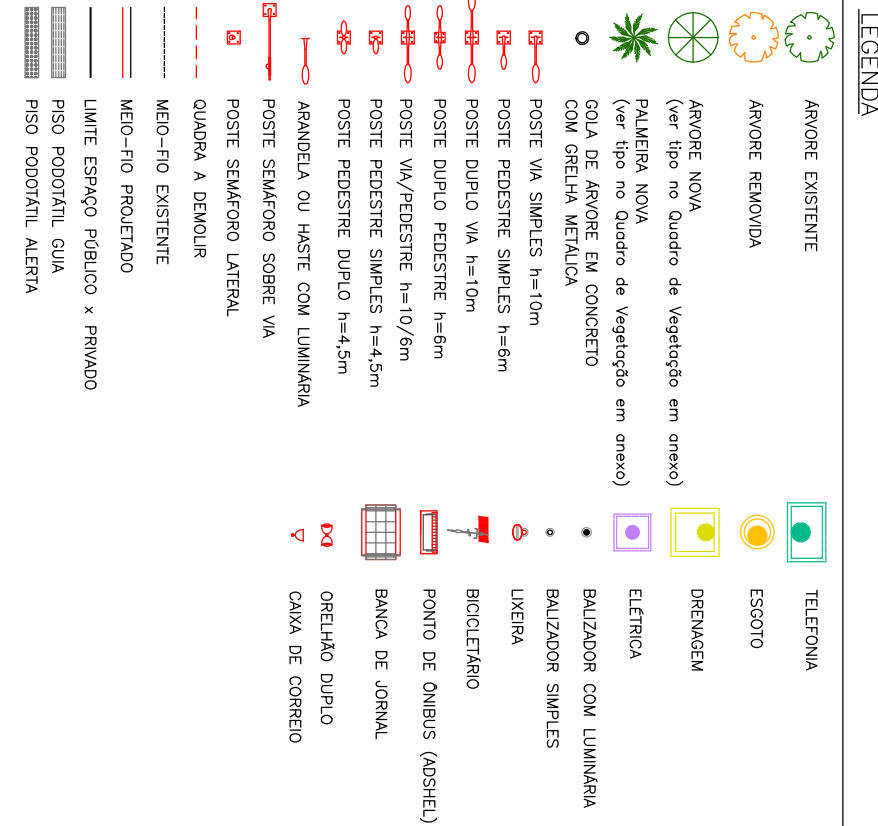 LEGENDA
ÁRVORE EXISTENTE
ÁRVORE REMOVIDA
ÁRVORE NOVA
(ver tipo no Quadro de Vegetação em anexo)
PALMEIRA NOVA
(ver tipo no Quadro de Vegetação em anexo)
GOLA DE ÁRVORE EM CONCRETO
COM GRELHA METÁLICA
POSTE VIA SIMPLES h=10m
POSTE PEDESTRE SIMPLES h=6m
POSTE DUPLO VIA h=10m
POSTE DUPLO PEDESTRE h=6m
POSTE VIA/PEDESTRE h=10/6m
POSTE PEDESTRE SIMPLES h=4,5m
POSTE PEDESTRE DUPLO h=4,5m
ARANDELA OU HASTE COM LUMINÁRIA
POSTE SEMÁFORO SOBRE VIA
POSTE SEMÁFORO LATERAL
QUADRA A DEMOLIR
MEIO-FIO EXISTENTE
MEIO-FIO PROJETADO
LIMITE ESPAÇO PÚBLICO x PRIVADO
PISO PODOTÁTIL GUIA
PISO PODOTÁTIL ALERTA
TELEFONIA
ESGOTO
DRENAGEM
ELÉTRICA
BALIZADOR COM LUMINÁRIA
BALIZADOR SIMPLES
LIXEIRA
BICICLETÁRIO
PONTO DE ÔNIBUS (ADSHEL)
BANCA DE JORNAL
ORELHÃO DUPLO
CAIXA DE CORREIO